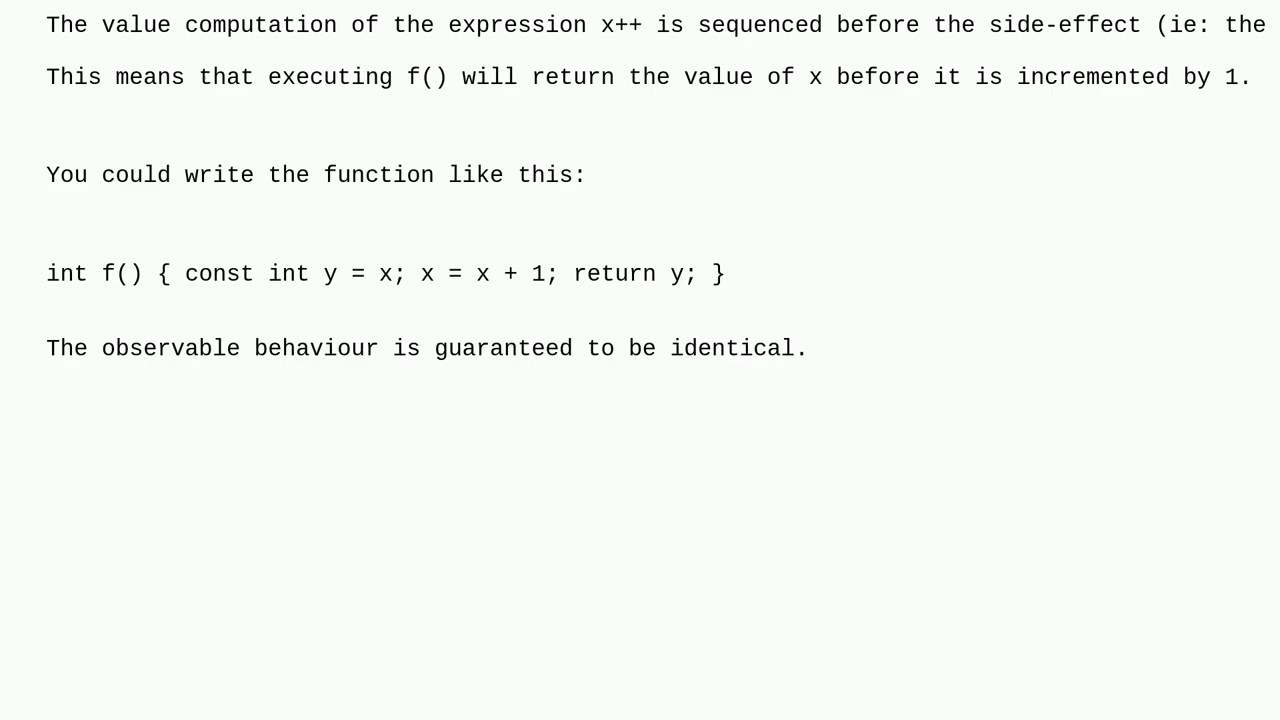 The value computation of the expression x++ is sequenced before the side-effect (ie: the
This means that executing f() will return the value of x before it is incremented by 1.
You could write the function like this:
int f() { const int y = x; x = x + 1; return y; }
The observable behaviour is guaranteed to be identical.